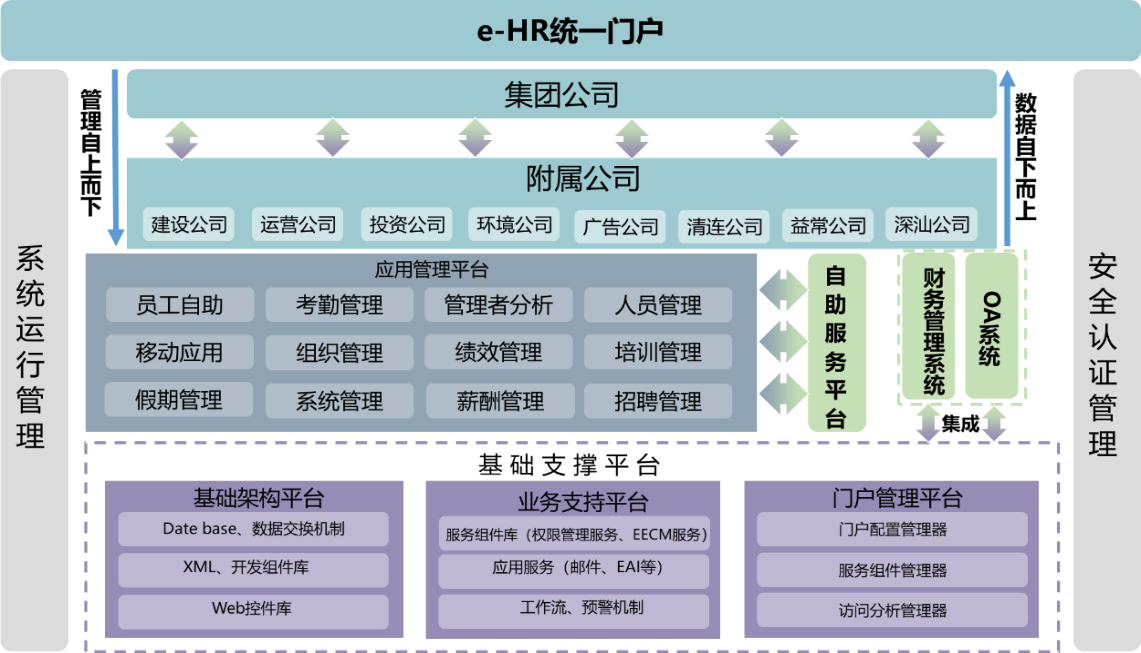 e-HR统一门户
系统运行管理
管理自上而下
集团公司
数据自下而上
安全认证管理
附属公司
建设公司
运营公司
投资公司
环境公司
广告公司
清连公司
益常公司
深汕公司
应用管理平台
员工自助
考勤管理
管理者分析
人员管理
移动应用
组织管理
绩效管理
培训管理
假期管理
系统管理
薪酬管理
招聘管理
自助服务平台
财务管理系统
OA系统
集成
基础支撑平台
基础架构平台
Date base、数据交换机制
XML、开发组件库
Web控件库
业务支持平台
服务组件库（权限管理服务、EECM服务）
应用服务（邮件、EAI等）
工作流、预警机制
门户管理平台
门户配置管理器
服务组件管理器
访问分析管理器